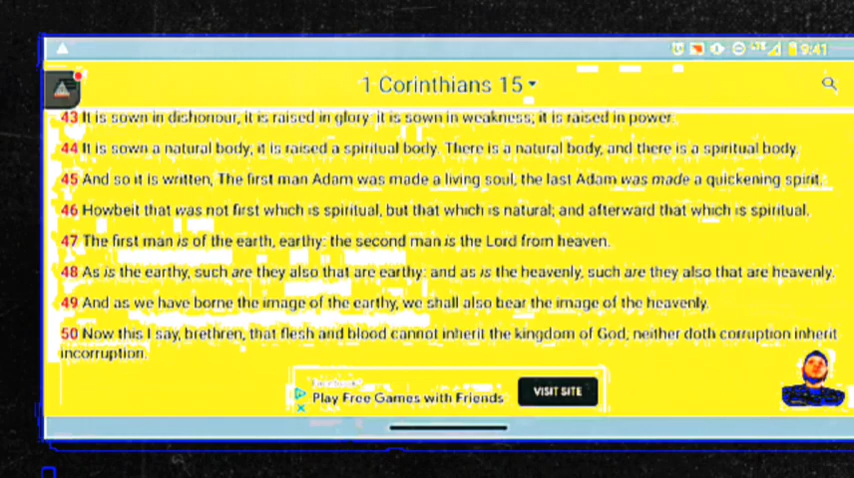 LTE 9:41
1 Corinthians 15
43 It is sown in dishonour; it is raised in glory: it is sown in weakness; it is raised in power:
44 It is sown a natural body; it is raised a spiritual body. There is a natural body, and there is a spiritual body.
45 And so it is written, The first man Adam was made a living soul; the last Adam was made a quickening spirit.
46 Howbeit that was not first which is spiritual, but that which is natural; and afterward that which is spiritual.
47 The first man is of the earth, earthy: the second man is the Lord from heaven.
48 As is the earthy, such are they also that are earthy: and as is the heavenly, such are they also that are heavenly.
49 And as we have borne the image of the earthy, we shall also bear the image of the heavenly.
50 Now this I say, brethren, that flesh and blood cannot inherit the kingdom of God; neither doth corruption inherit
incorruption.
Play Free Games with Friends
VISIT SITE